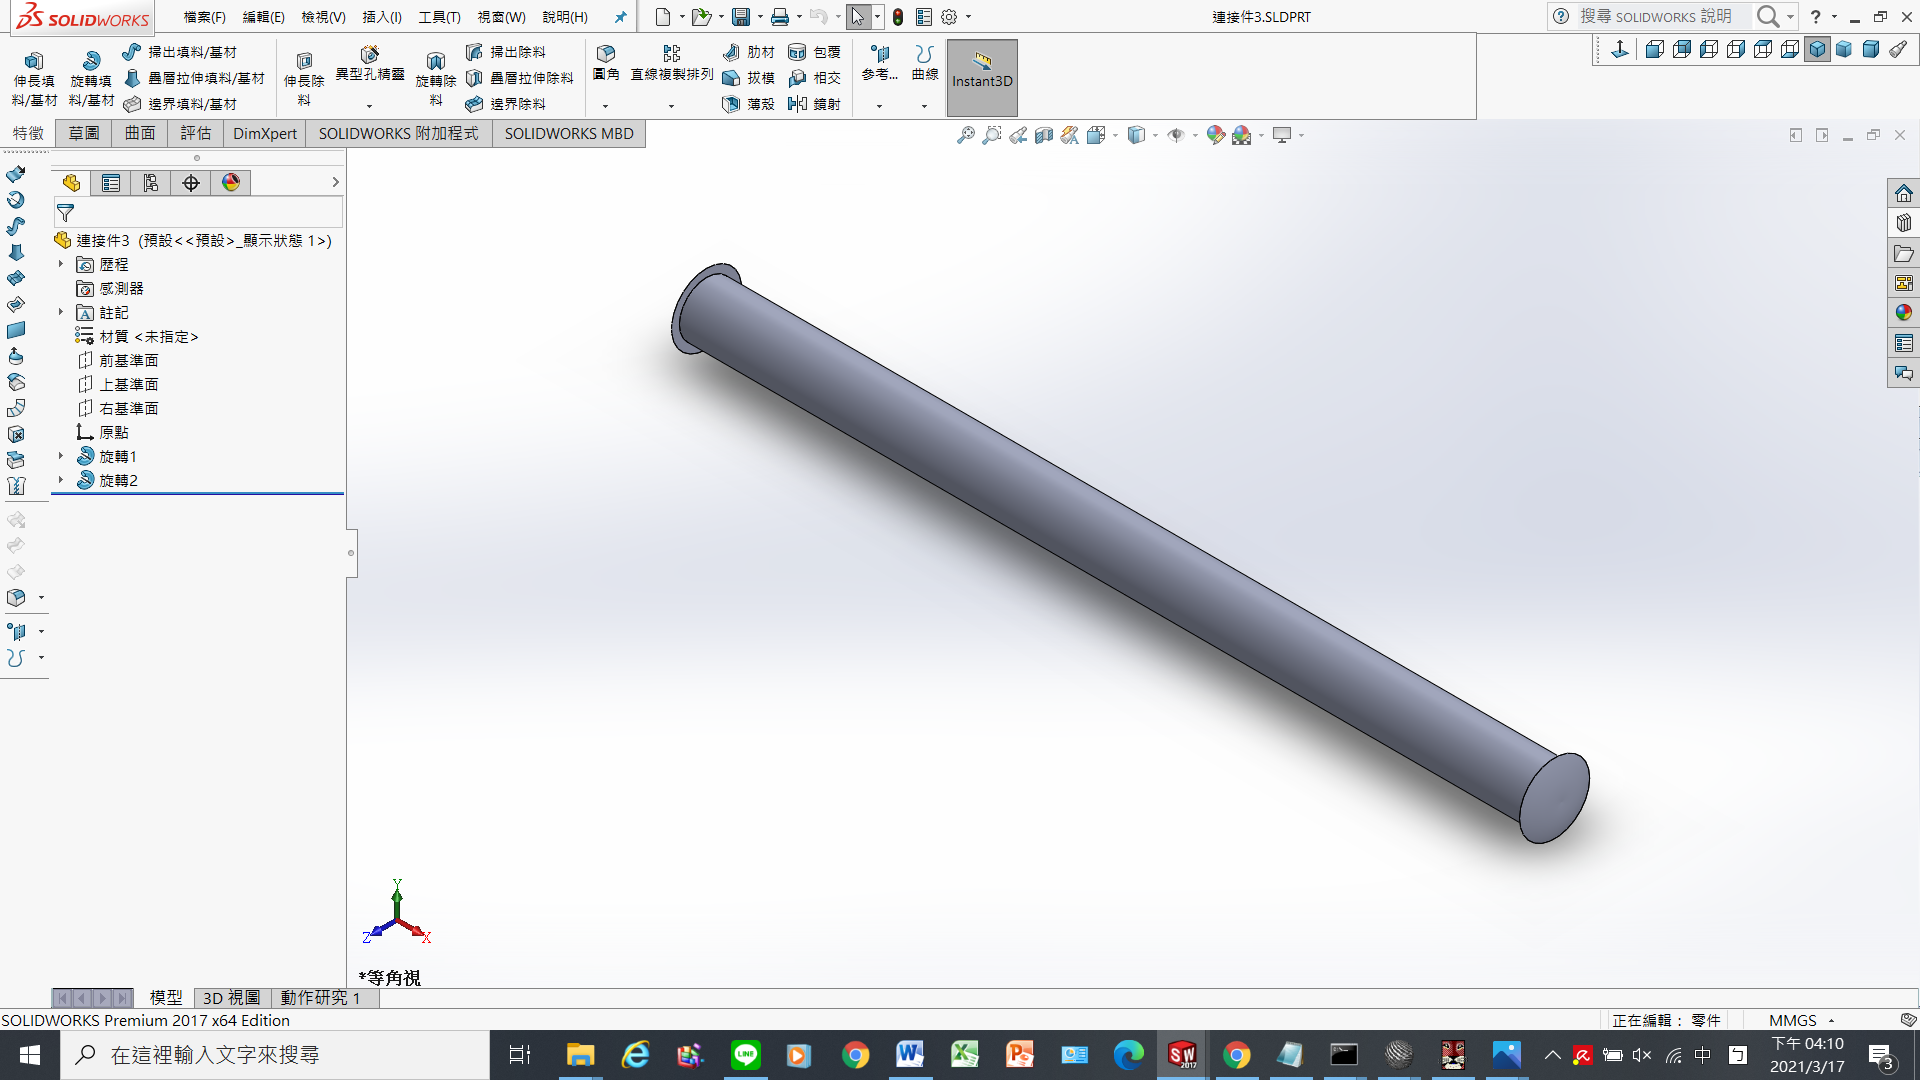 SOLIDWORKS
檔案(F) 編輯(E) 檢視(V) 插入(I) 工具(T) 視窗(W) 說明(H)
連接件3.SLDPRT
搜尋 SOLIDWORKS 說明
伸長填料/基材
旋轉填料/基材
掃出填料/基材
疊層拉伸填料/基材
邊界填料/基材
伸長除料
異型孔精靈
旋轉除料
掃出除料
疊層拉伸除料
邊界除料
圓角
直線複製排列
肋材
拔模
薄殼
包覆
相交
鏡射
參考...
曲線
Instant3D
特徵 草圖 曲面 評估 DimXpert SOLIDWORKS 附加程式 SOLIDWORKS MBD
連接件3 (預設<<預設>_顯示狀態 1>)
歷程
感測器
註記
材質 <未指定>
前基準面
上基準面
右基準面
原點
旋轉1
旋轉2
Y
Z
X
*等角視
模型 3D 視圖 動作研究 1
SOLIDWORKS Premium 2017 x64 Edition
正在編輯： 零件
MMGS
在這裡輸入文字來搜尋
LINE
SW
2017
中
下午 04:10
2021/3/17
3